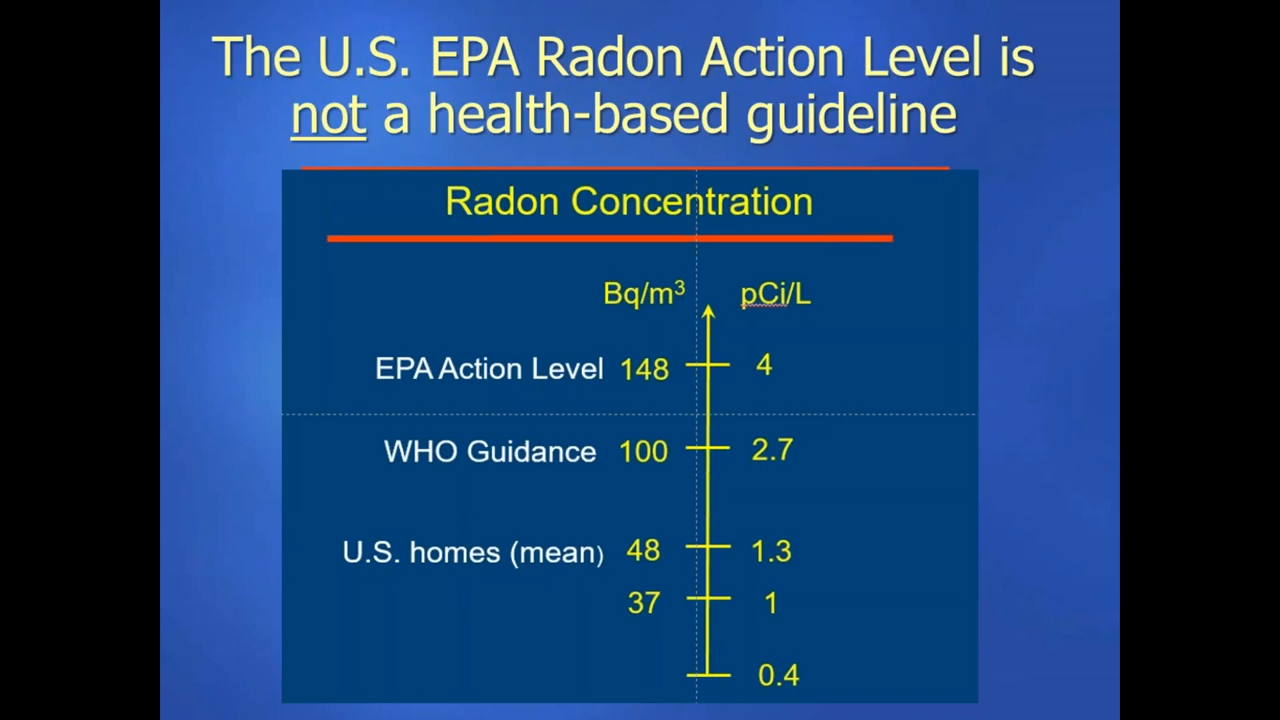 The U.S. EPA Radon Action Level is
not a health-based guideline
Radon Concentration
Bq/m³ pCi/L
EPA Action Level 148 4
WHO Guidance 100 2.7
U.S. homes (mean) 48 1.3
37 1
0.4